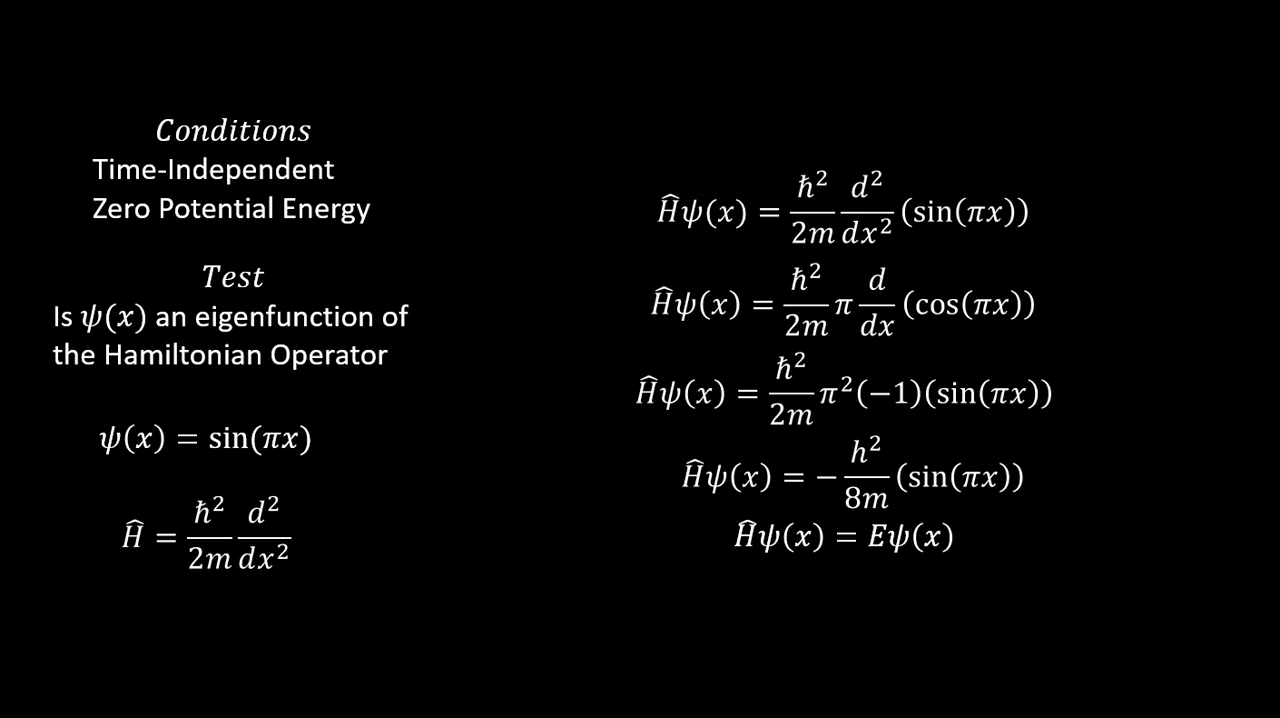 Conditions
Time-Independent
Zero Potential Energy
Test
Is ψ(x) an eigenfunction of
the Hamiltonian Operator
ψ(x) = sin(πx)
Ĥ = ħ²/2m d²/dx²
Ĥψ(x) = ħ²/2m d²/dx² (sin(πx))
Ĥψ(x) = ħ²/2m π d/dx (cos(πx))
Ĥψ(x) = ħ²/2m π²(−1)(sin(πx))
Ĥψ(x) = − h²/8m (sin(πx))
Ĥψ(x) = Eψ(x)